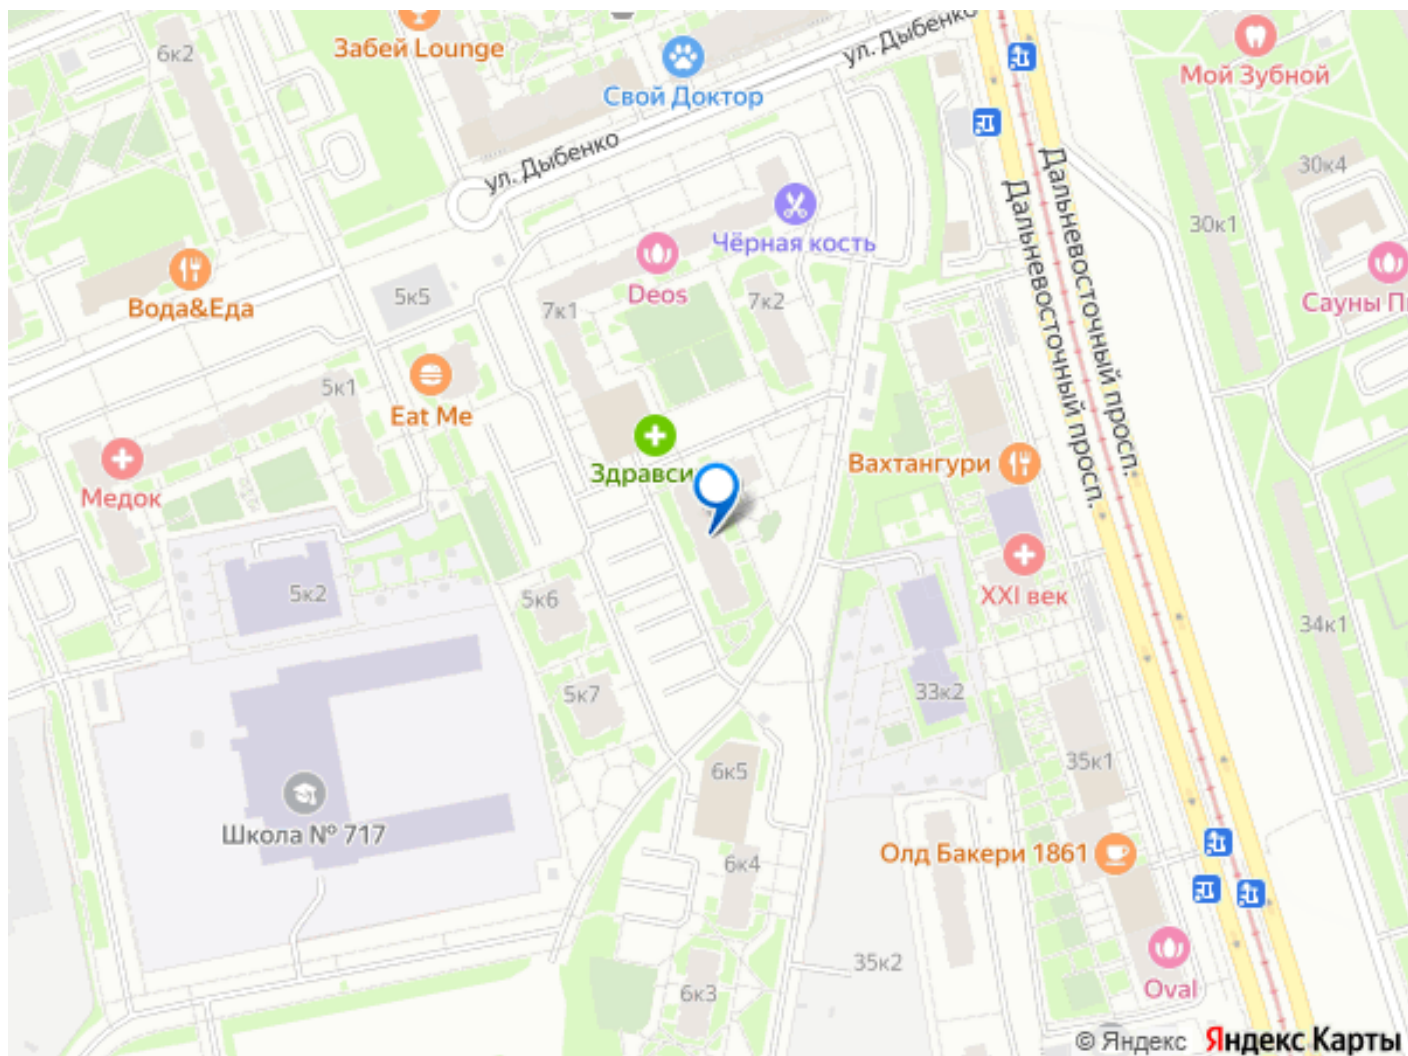 ул. Дыбенко
6к2
Забей Lounge
Свой Доктор
Мой Зубной
ул. Дыбенко
30к4
Дальневосточный просп.
Дальневосточный просп.
30к1
Чёрная кость
Deos
Вода&Еда
5к5
7к1
7к2
Сауны П
5к1
Eat Me
Здравси
Вахтангури
Медок
XXI век
5к2
5к6
34к1
5к7
33к2
6к5
35к1
Школа № 717
Олд Бакери 1861
6к4
35к2
6к3
Oval
© Яндекс Яндекс Карты